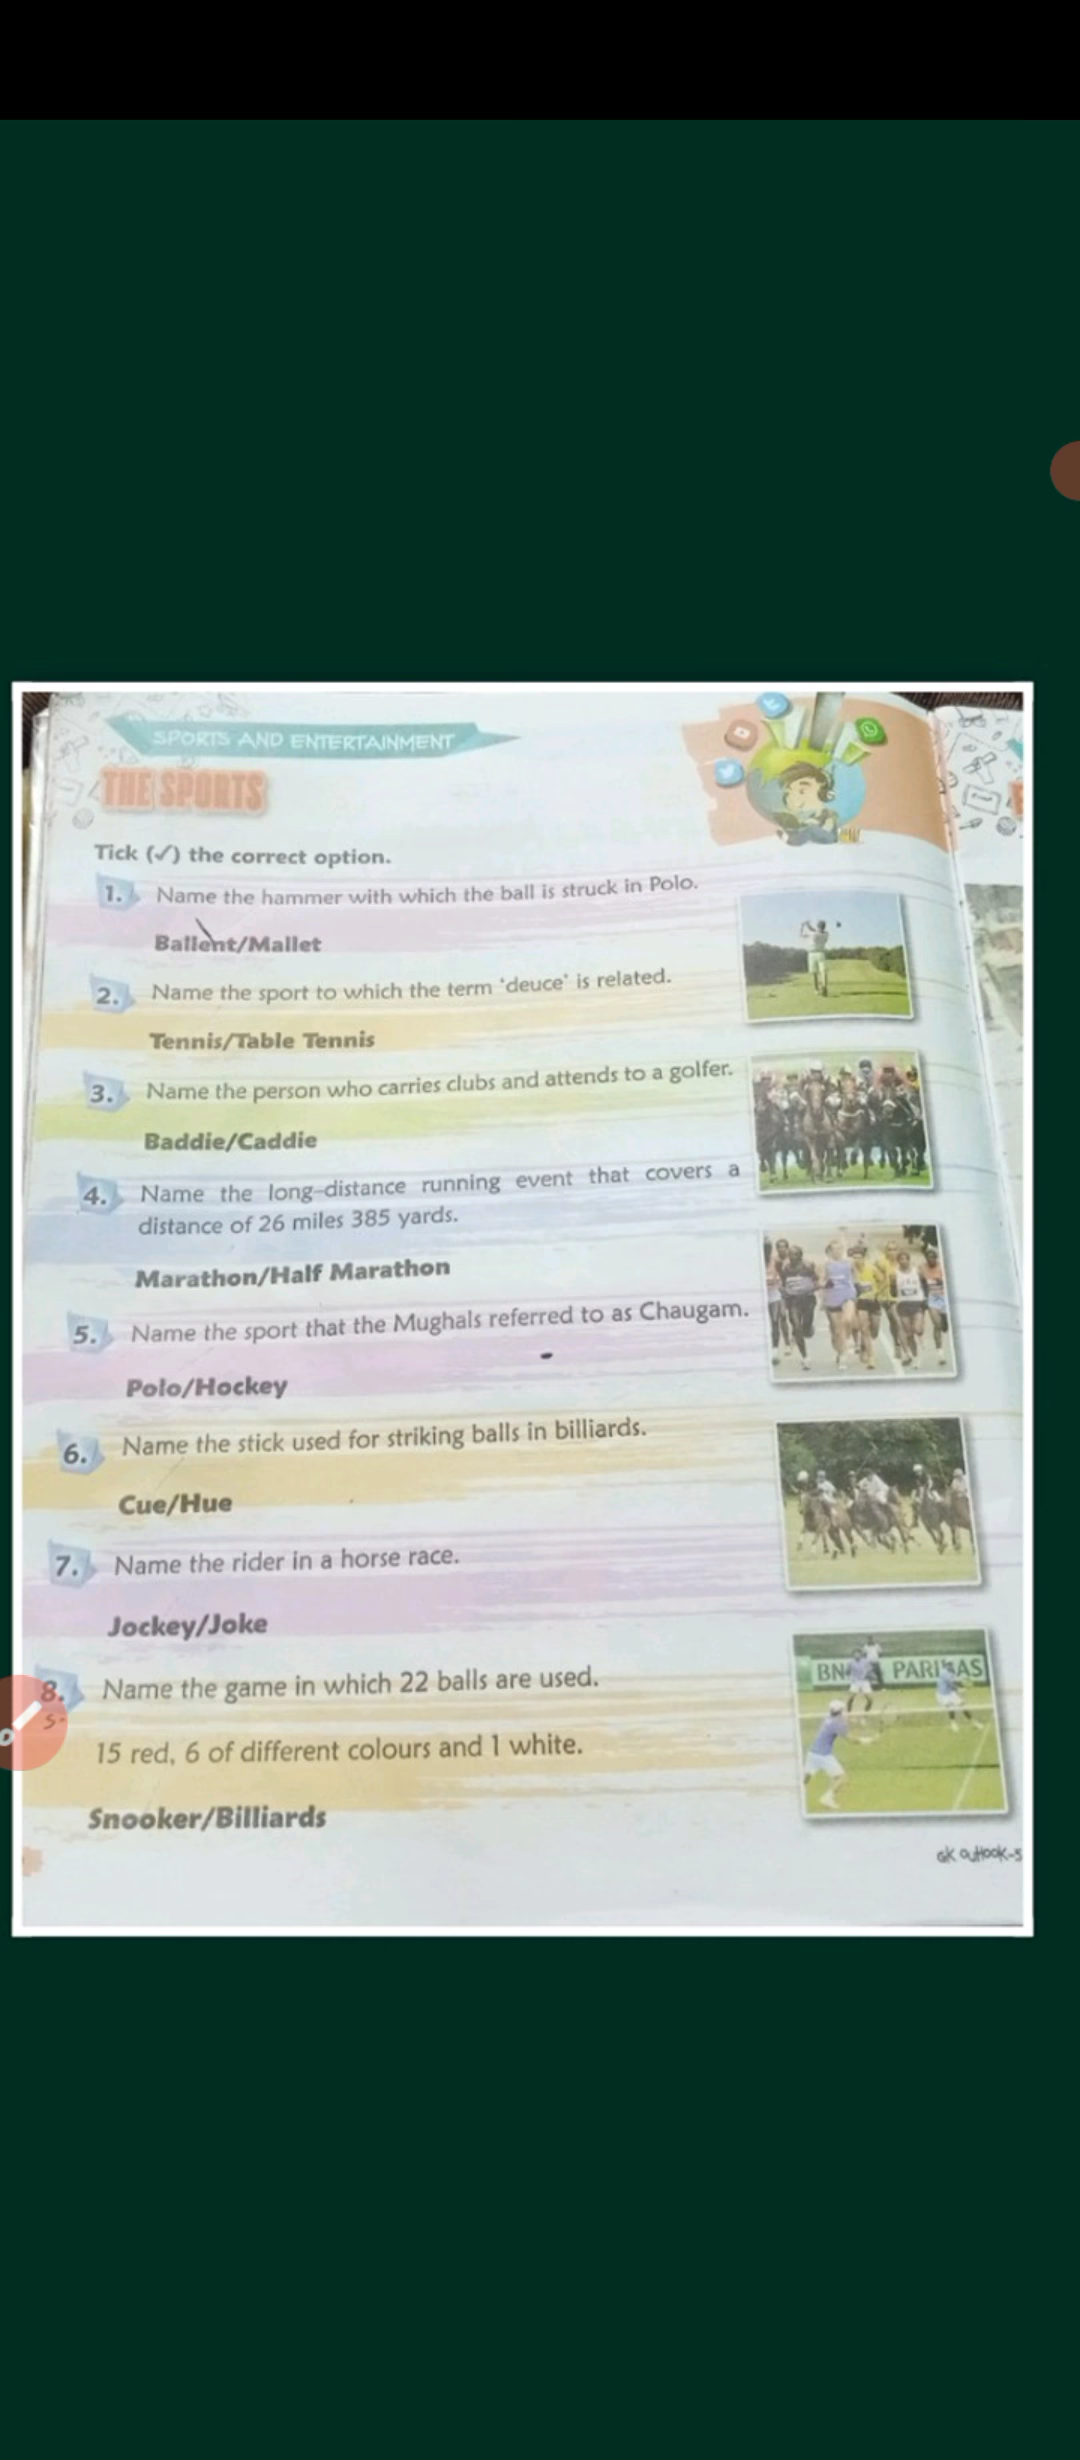 SPORTS AND ENTERTAINMENT
THE SPORTS
Tick (✓) the correct option.
1. Name the hammer with which the ball is struck in Polo.
Ballent/Mallet
2. Name the sport to which the term 'deuce' is related.
Tennis/Table Tennis
3. Name the person who carries clubs and attends to a golfer.
Baddie/Caddie
4. Name the long-distance running event that covers a
distance of 26 miles 385 yards.
Marathon/Half Marathon
5. Name the sport that the Mughals referred to as Chaugam.
Polo/Hockey
6. Name the stick used for striking balls in billiards.
Cue/Hue
7. Name the rider in a horse race.
Jockey/Joke
BN PARIBAS
8. Name the game in which 22 balls are used.
15 red, 6 of different colours and 1 white.
Snooker/Billiards
GK Outlook-5